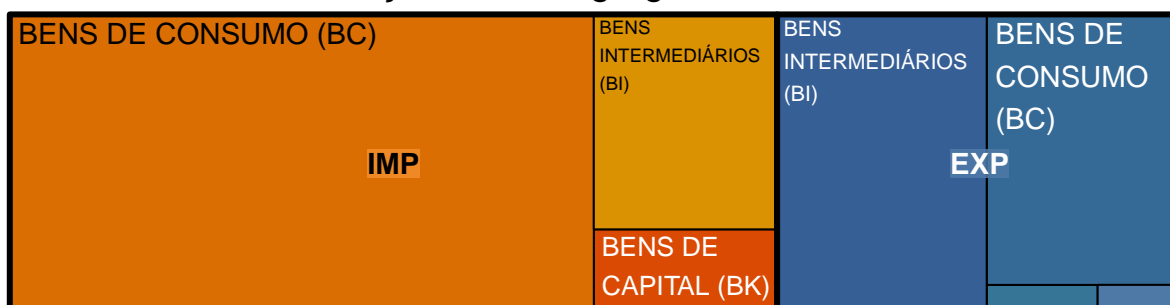 BENS DE CONSUMO (BC)
IMP
BENS
INTERMEDIÁRIOS
(BI)
BENS DE
CAPITAL (BK)
BENS
INTERMEDIÁRIOS
(BI)
BENS DE
CONSUMO
(BC)
EXP